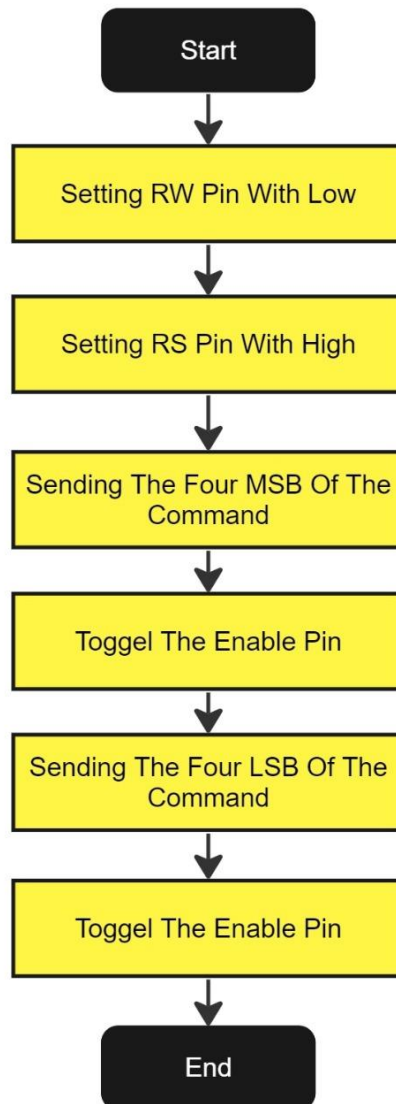 Start
Setting RW Pin With Low
Setting RS Pin With High
Sending The Four MSB Of The
Command
Toggel The Enable Pin
Sending The Four LSB Of The
Command
Toggel The Enable Pin
End